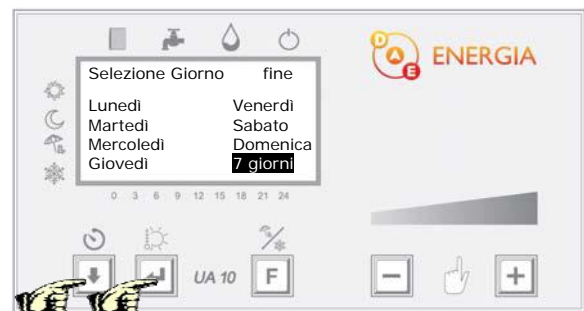 D A E ENERGIA
Selezione Giorno fine
Lunedì Venerdì
Martedì Sabato
Mercoledì Domenica
Giovedì 7 giorni
0 3 6 9 12 15 18 21 24
UA 10 F